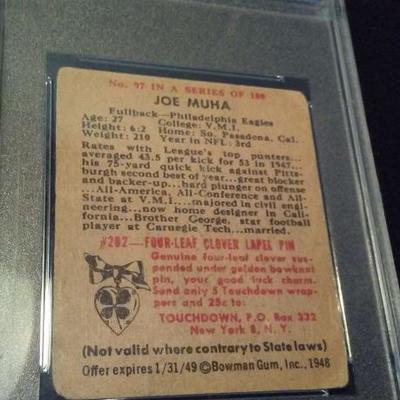 No. 97 IN A SERIES OF 108
JOE MUHA
Fullback—Philadelphia Eagles
Age: 27 College: V.M.I.
Height: 6:2 Home: So. Pasadena, Cal.
Weight: 210 Year in NFL: 3rd
Rates with League's top punters...
averaged 43.5 per kick for 53 in 1947...
his 75-yard quick kick against Pitts-
burgh second best of year...great blocker
and backer-up...hard plunger on offense
...All-America, All-Conference and All-
State at V.M.I....majored in civil engin-
eering...now home designer in Cali-
fornia...Brother George, star football
player at Carnegie Tech...married.
#202—FOUR-LEAF CLOVER LAPEL PIN
Genuine four-leaf clover sus-
pended under golden bowknot
pin, your good luck charm.
Send only 5 Touchdown wrap-
pers and 25c to:
TOUCHDOWN, P.O. Box 332
New York 8, N. Y.
(Not valid where contrary to State laws)
Offer expires 1/31/49 ©Bowman Gum, Inc., 1948